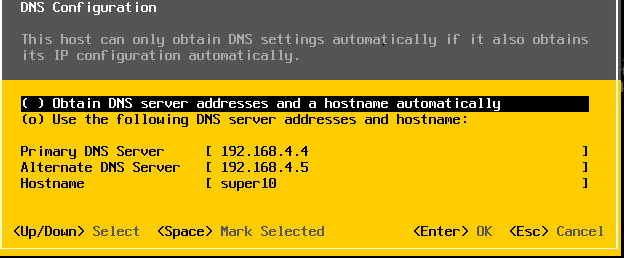 DNS Configuration
This host can only obtain DNS settings automatically if it also obtains
its IP configuration automatically.
( ) Obtain DNS server addresses and a hostname automatically
(o) Use the following DNS server addresses and hostname:
Primary DNS Server [ 192.168.4.4 ]
Alternate DNS Server [ 192.168.4.5 ]
Hostname [ super10 ]
<Up/Down> Select <Space> Mark Selected <Enter> OK <Esc> Cancel